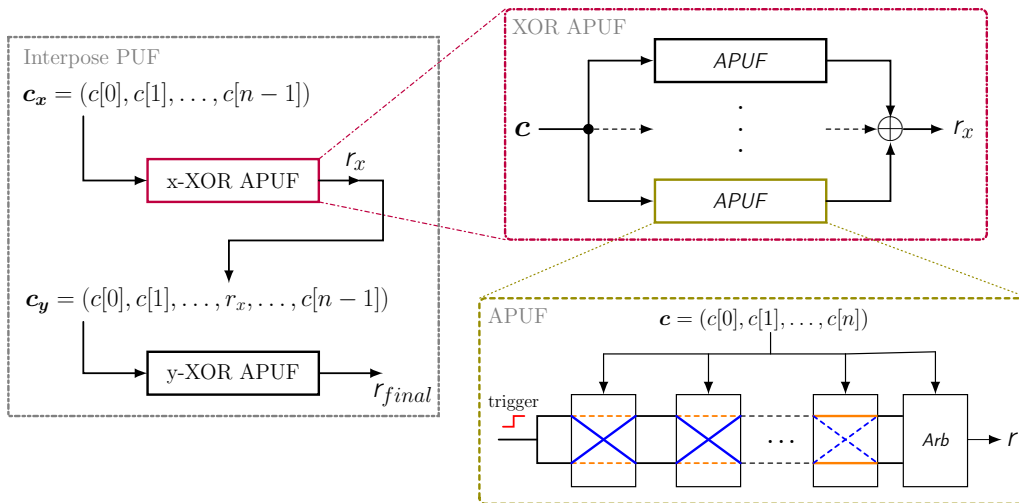 Interpose PUF
c_x = (c[0], c[1], . . . , c[n − 1])
x-XOR APUF
r_x
c_y = (c[0], c[1], . . . , r_x, . . . , c[n − 1])
y-XOR APUF
r_final
XOR APUF
APUF
c
r_x
APUF
APUF
c = (c[0], c[1], . . . , c[n])
trigger
. . .
Arb
r